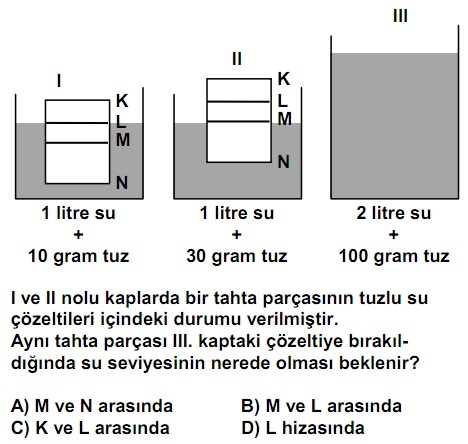 I
K
L
M
N
1 litre su
+
10 gram tuz
II
K
L
M
N
1 litre su
+
30 gram tuz
III
2 litre su
+
100 gram tuz
I ve II nolu kaplarda bir tahta parçasının tuzlu su
çözeltileri içindeki durumu verilmiştir.
Aynı tahta parçası III. kaptaki çözeltiye bırakıl-
dığında su seviyesinin nerede olması beklenir?
A) M ve N arasında B) M ve L arasında
C) K ve L arasında D) L hizasında